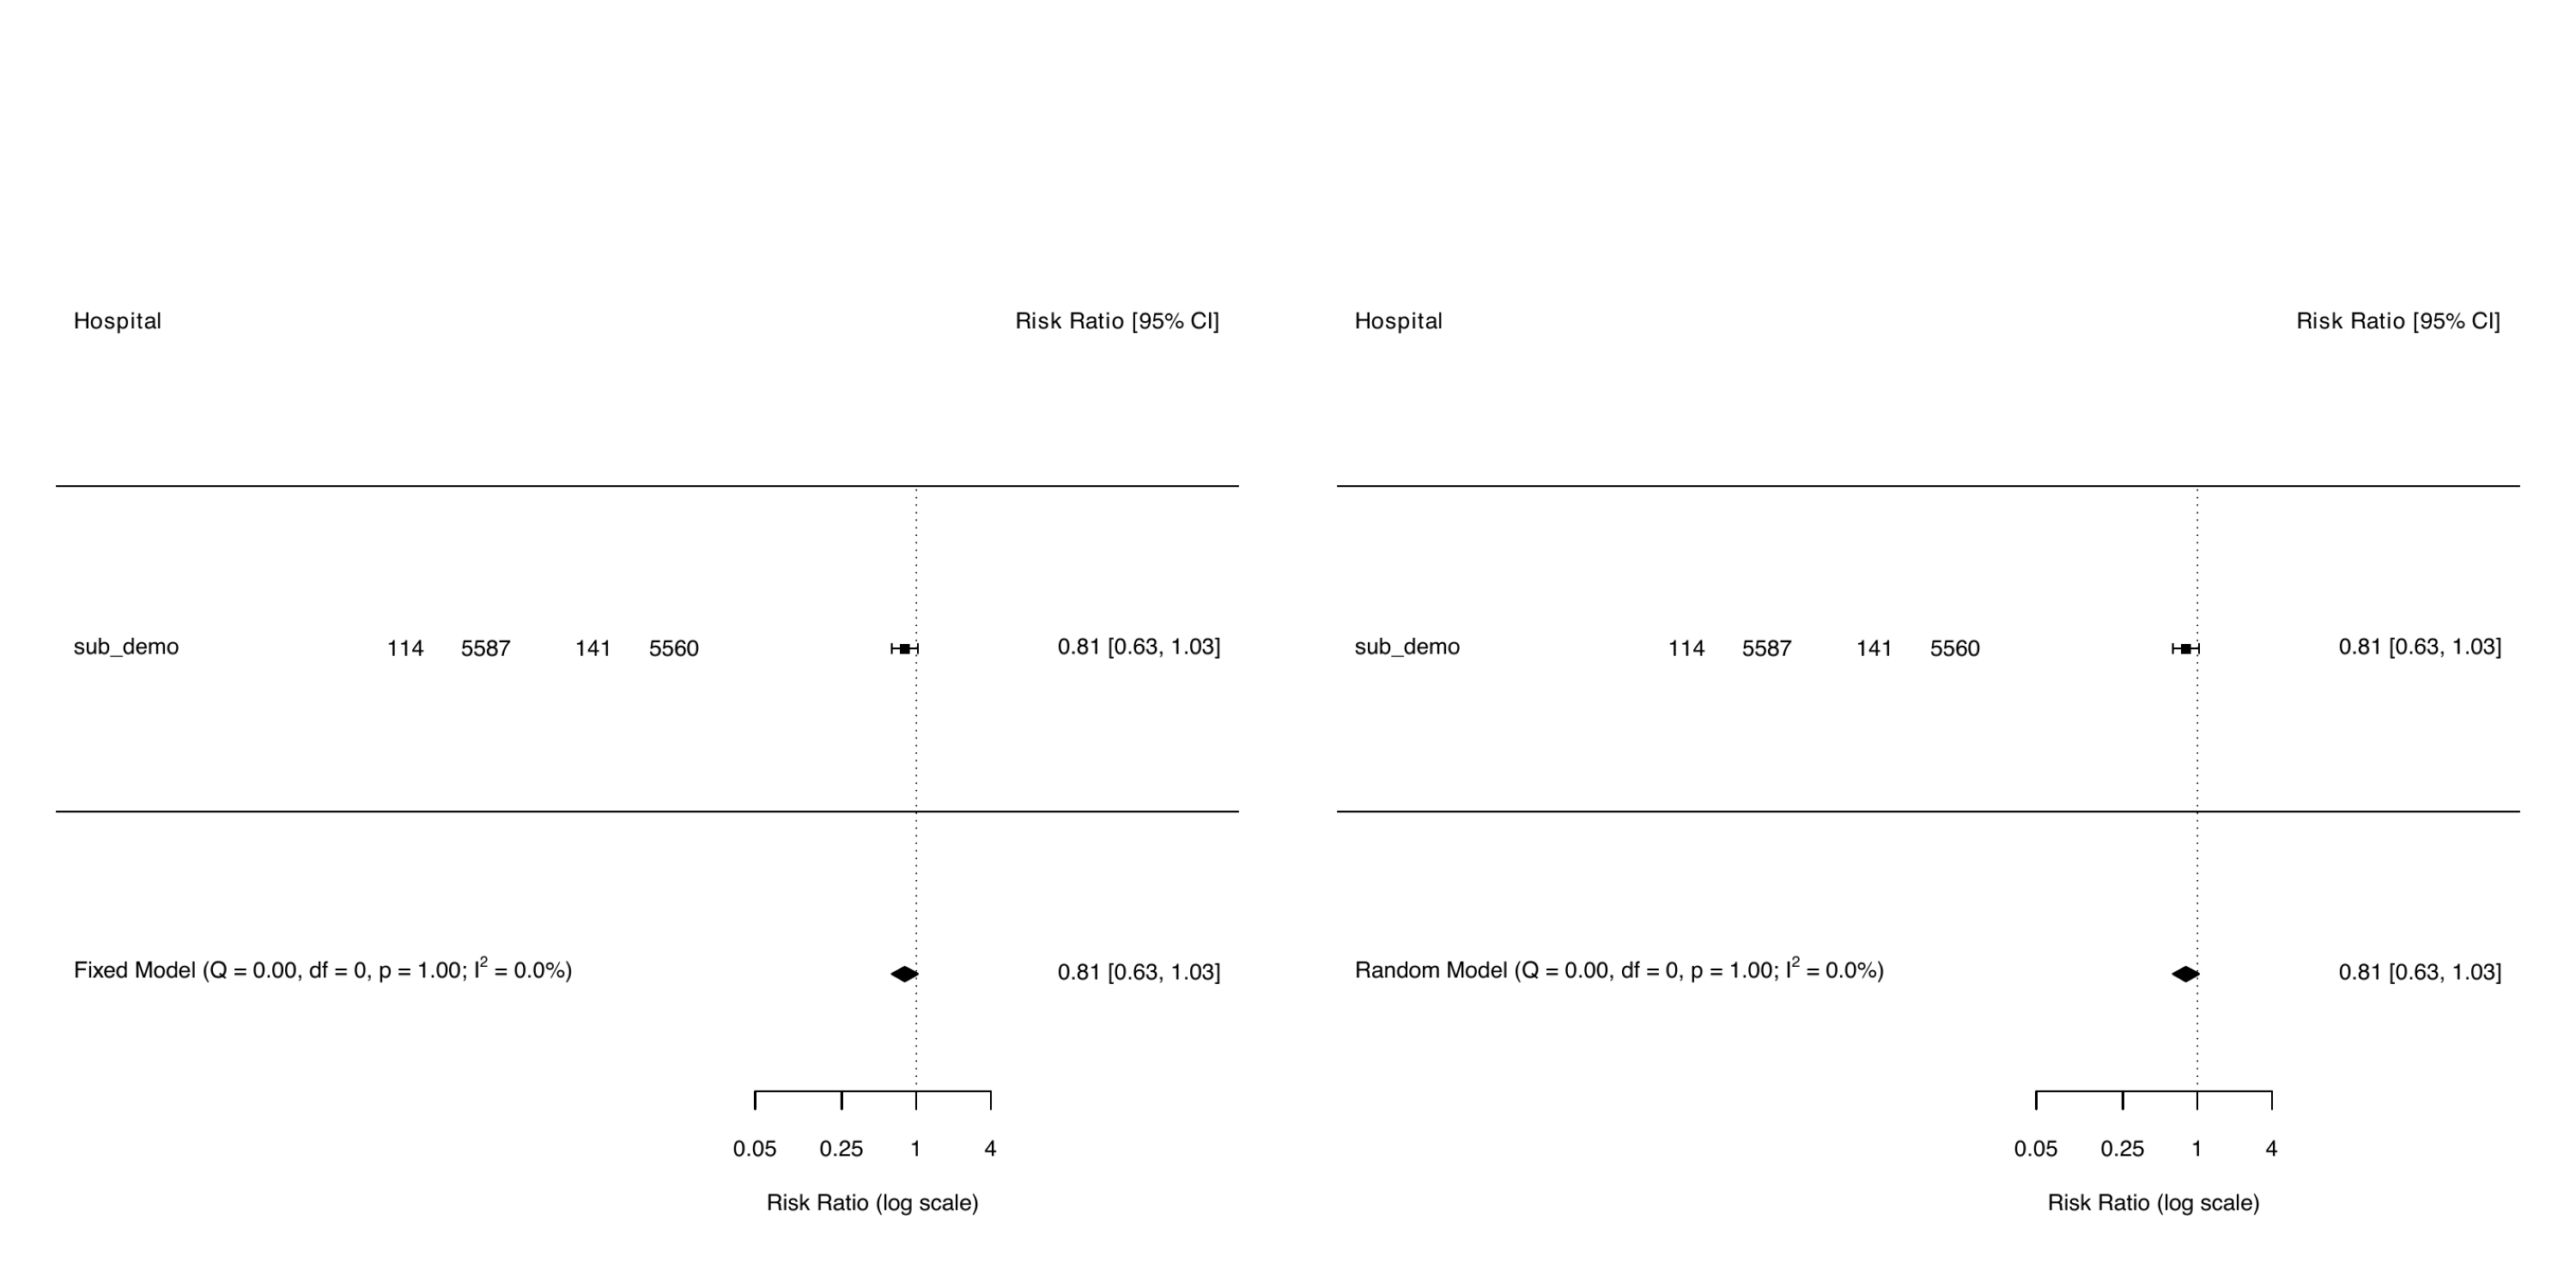 Hospital Risk Ratio [95% CI]
sub_demo 114 5587 141 5560 0.81 [0.63, 1.03]
Fixed Model (Q = 0.00, df = 0, p = 1.00; I² = 0.0%) 0.81 [0.63, 1.03]
0.05 0.25 1 4
Risk Ratio (log scale)
Hospital Risk Ratio [95% CI]
sub_demo 114 5587 141 5560 0.81 [0.63, 1.03]
Random Model (Q = 0.00, df = 0, p = 1.00; I² = 0.0%) 0.81 [0.63, 1.03]
0.05 0.25 1 4
Risk Ratio (log scale)